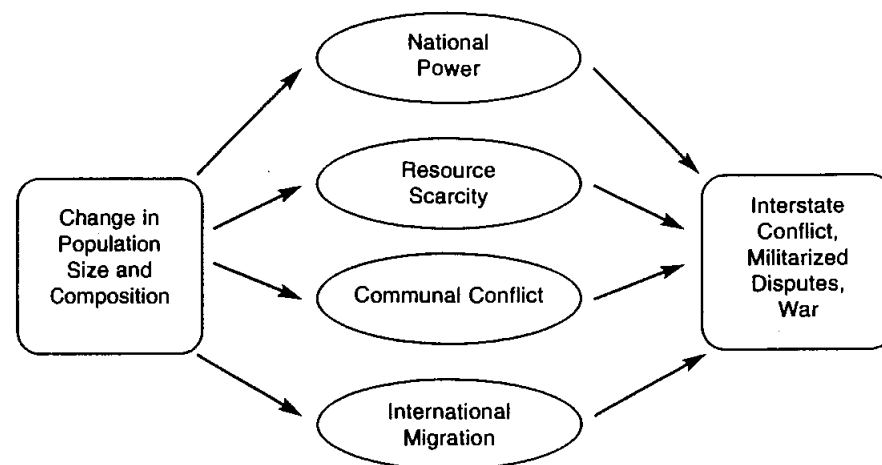 National
Power
Resource
Scarcity
Change in
Population
Size and
Composition
Communal Conflict
International
Migration
Interstate
Conflict,
Militarized
Disputes,
War